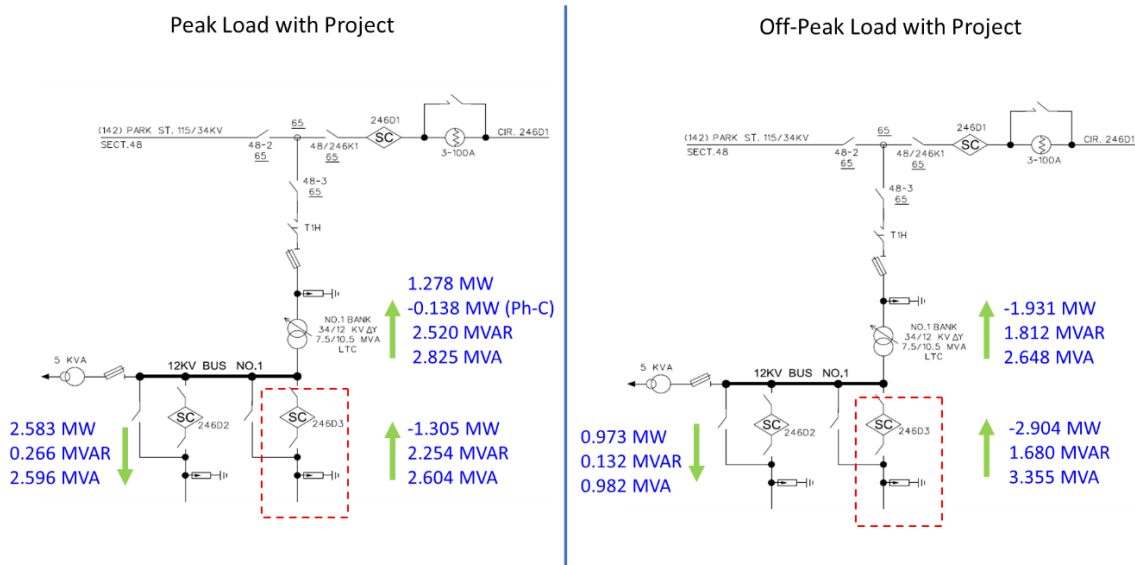 Peak Load with Project
246D1
(142) PARK ST. 115/34KV
65
SC
CIR. 246D1
SECT.48
48-2
48/246K1
3-100A
65
65
48-3
65
T1H
1.278 MW
-0.138 MW (Ph-C)
2.520 MVAR
2.825 MVA
NO.1 BANK
34/12 KV ΔY
7.5/10.5 MVA
LTC
5 KVA
12KV BUS NO.1
SC
246D2
SC
246D3
2.583 MW
0.266 MVAR
2.596 MVA
-1.305 MW
2.254 MVAR
2.604 MVA
Off-Peak Load with Project
246D1
(142) PARK ST. 115/34KV
65
SC
CIR. 246D1
SECT.48
48-2
48/246K1
3-100A
65
65
48-3
65
T1H
-1.931 MW
1.812 MVAR
2.648 MVA
NO.1 BANK
34/12 KV ΔY
7.5/10.5 MVA
LTC
5 KVA
12KV BUS NO.1
SC
246D2
SC
246D3
0.973 MW
0.132 MVAR
0.982 MVA
-2.904 MW
1.680 MVAR
3.355 MVA